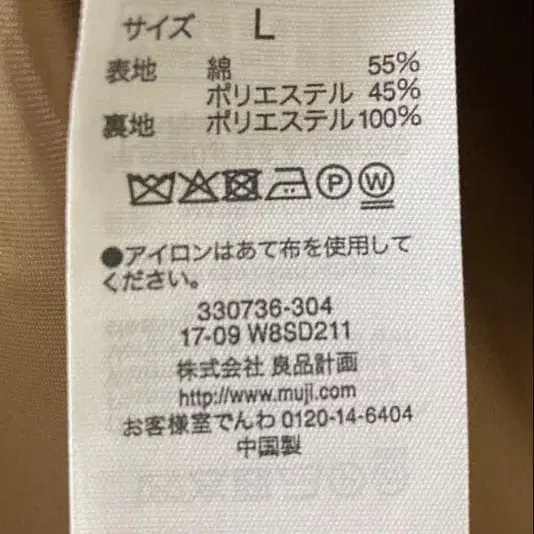 サイズ L
表地 綿 55%
ポリエステル 45%
裏地 ポリエステル100%
P W
●アイロンはあて布を使用して
ください。
330736-304
17-09 W8SD211
株式会社 良品計画
http://www.muji.com
お客様室でんわ 0120-14-6404
中国製